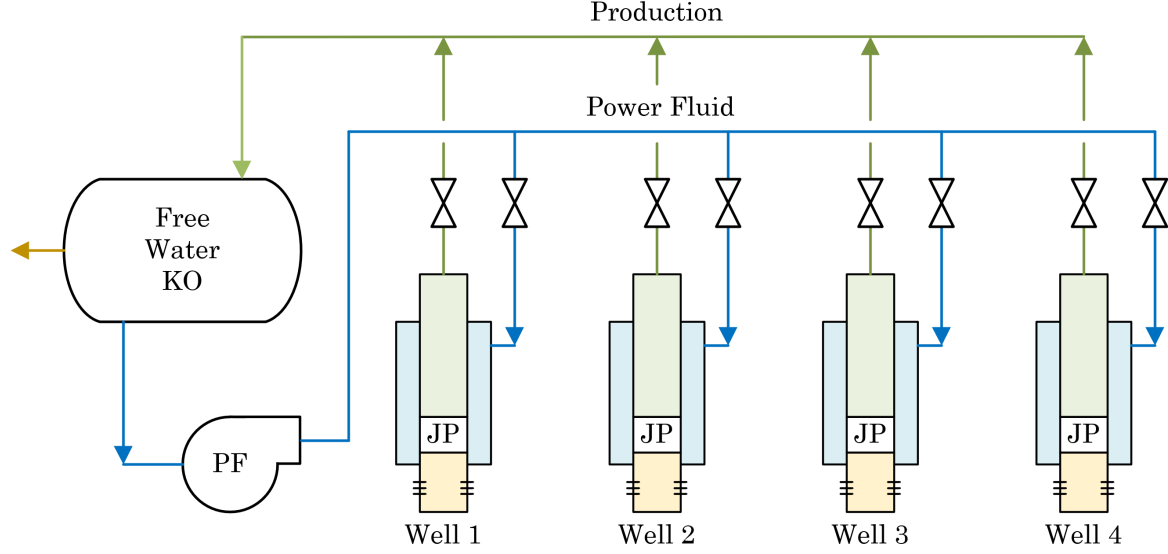 Production
Power Fluid
Free
Water
KO
PF
JP
JP
JP
JP
Well 1
Well 2
Well 3
Well 4